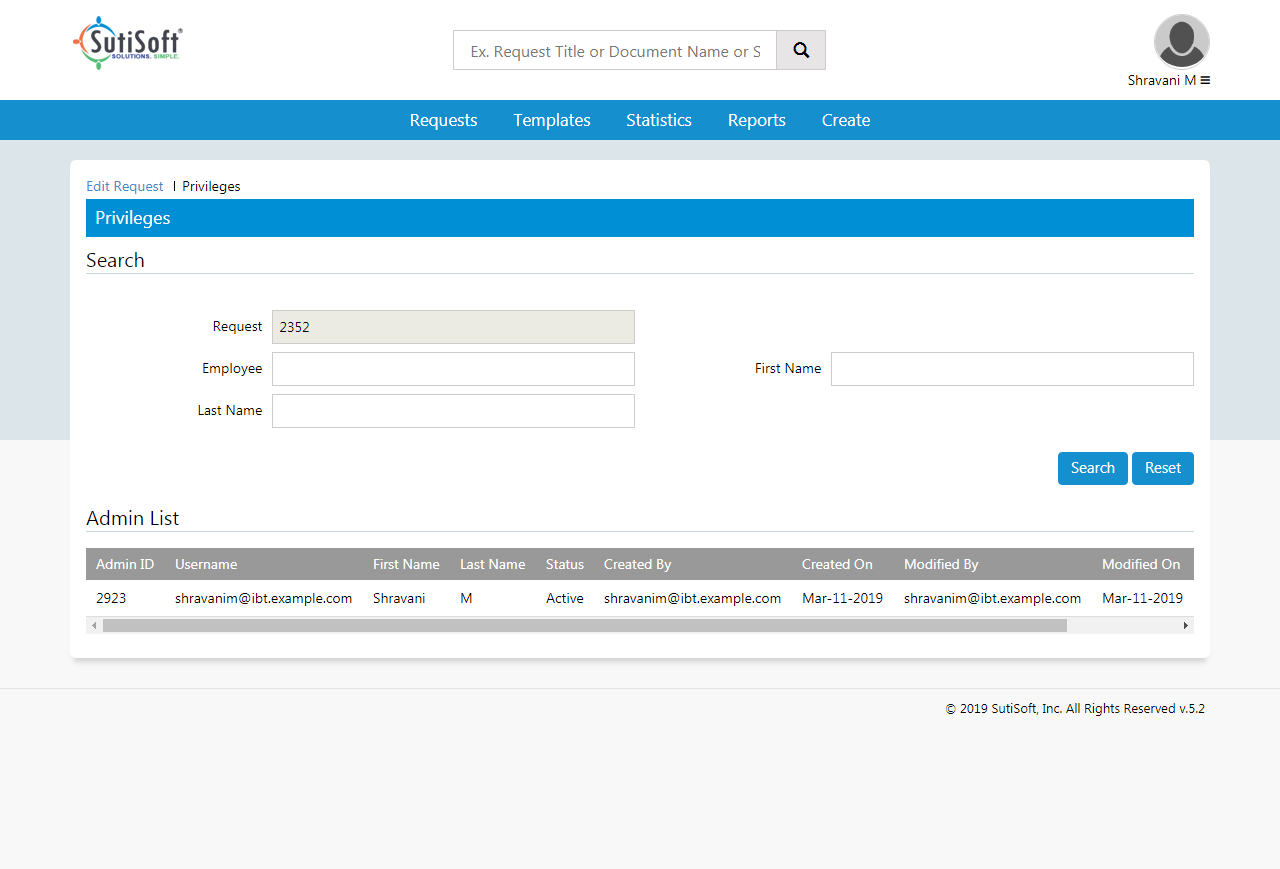 SutiSoft®
SOLUTIONS. SIMPLE.
Ex. Request Title or Document Name or S
Shravani M
Requests Templates Statistics Reports Create
Edit Request | Privileges
Privileges
Search
Request 2352
Employee First Name
Last Name
Search Reset
Admin List
Admin ID Username First Name Last Name Status Created By Created On Modified By Modified On
2923 shravanim@ibt.example.com Shravani M Active shravanim@ibt.example.com Mar-11-2019 shravanim@ibt.example.com Mar-11-2019
© 2019 SutiSoft, Inc. All Rights Reserved v.5.2